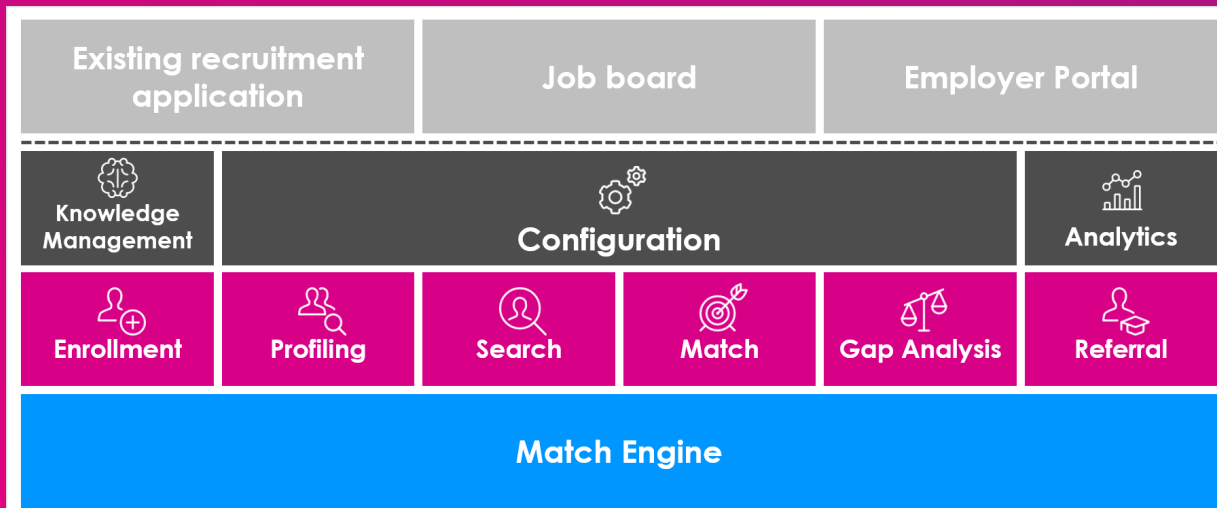 Existing recruitment
application
Job board
Employer Portal
Knowledge
Management
Configuration
Analytics
Enrollment
Profiling
Search
Match
Gap Analysis
Referral
Match Engine